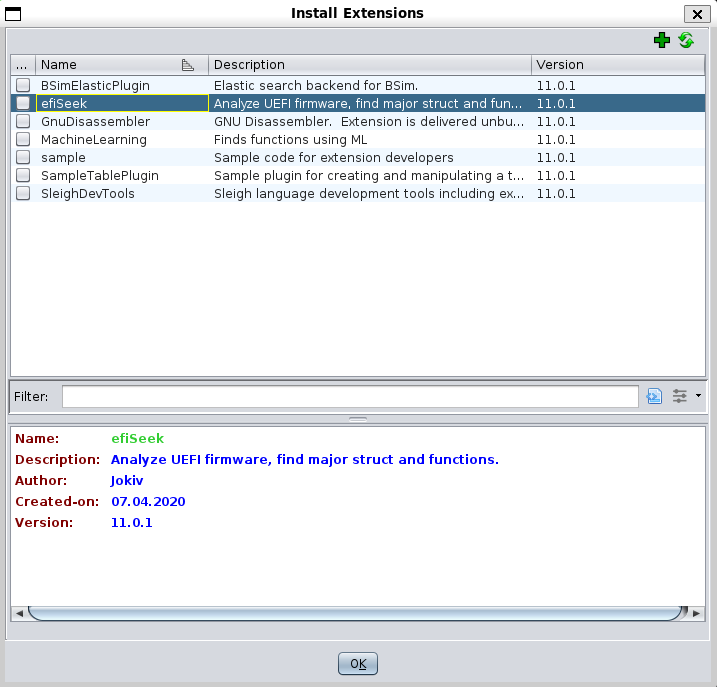 Install Extensions
... Name Description Version
BSimElasticPlugin Elastic search backend for BSim. 11.0.1
efiSeek Analyze UEFI firmware, find major struct and fun... 11.0.1
GnuDisassembler GNU Disassembler.  Extension is delivered unbu... 11.0.1
MachineLearning Finds functions using ML 11.0.1
sample Sample code for extension developers 11.0.1
SampleTablePlugin Sample plugin for creating and manipulating a t... 11.0.1
SleighDevTools Sleigh language development tools including ex... 11.0.1
Filter:
Name: efiSeek
Description: Analyze UEFI firmware, find major struct and functions.
Author: Jokiv
Created-on: 07.04.2020
Version: 11.0.1
OK